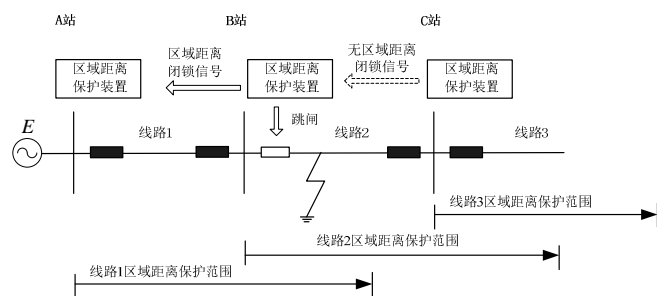 A站
B站
C站
区域距离
保护装置
区域距离
闭锁信号
区域距离
保护装置
无区域距离
闭锁信号
区域距离
保护装置
跳闸
E
线路1
线路2
线路3
线路3区域距离保护范围
线路2区域距离保护范围
线路1区域距离保护范围